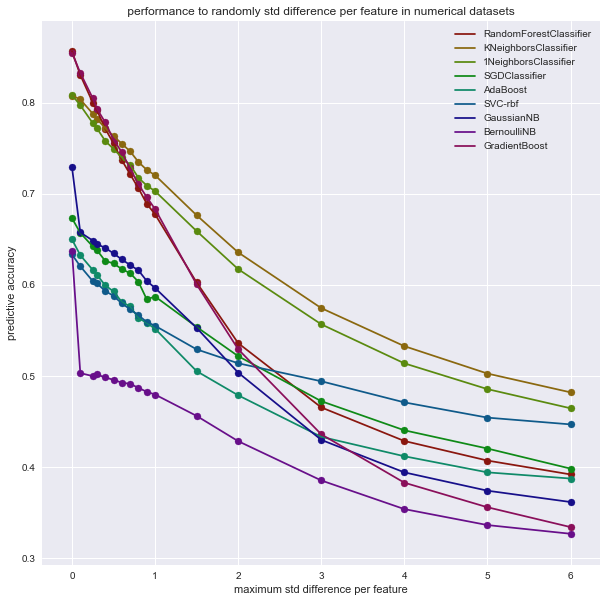 performance to randomly std difference per feature in numerical datasets
RandomForestClassifier
KNeighborsClassifier
1NeighborsClassifier
SGDClassifier
AdaBoost
SVC-rbf
GaussianNB
BernoulliNB
GradientBoost
predictive accuracy
0.8
0.7
0.6
0.5
0.4
0.3
0 1 2 3 4 5 6
maximum std difference per feature